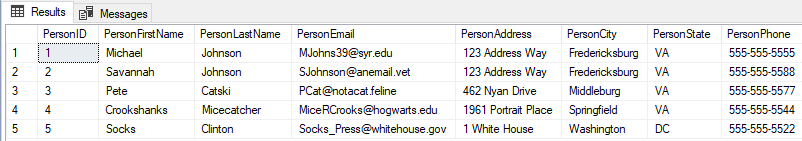 Results Messages
PersonID PersonFirstName PersonLastName PersonEmail PersonAddress PersonCity PersonState PersonPhone
1 1 Michael Johnson MJohns39@syr.edu 123 Address Way Fredericksburg VA 555-555-5555
2 2 Savannah Johnson SJohnson@anemail.vet 123 Address Way Fredericksburg VA 555-555-5588
3 3 Pete Catski PCat@notacat.feline 462 Nyan Drive Middleburg VA 555-555-5577
4 4 Crookshanks Micecatcher MiceRCrooks@hogwarts.edu 1961 Portrait Place Springfield VA 555-555-5544
5 5 Socks Clinton Socks_Press@whitehouse.gov 1 White House Washington DC 555-555-5522